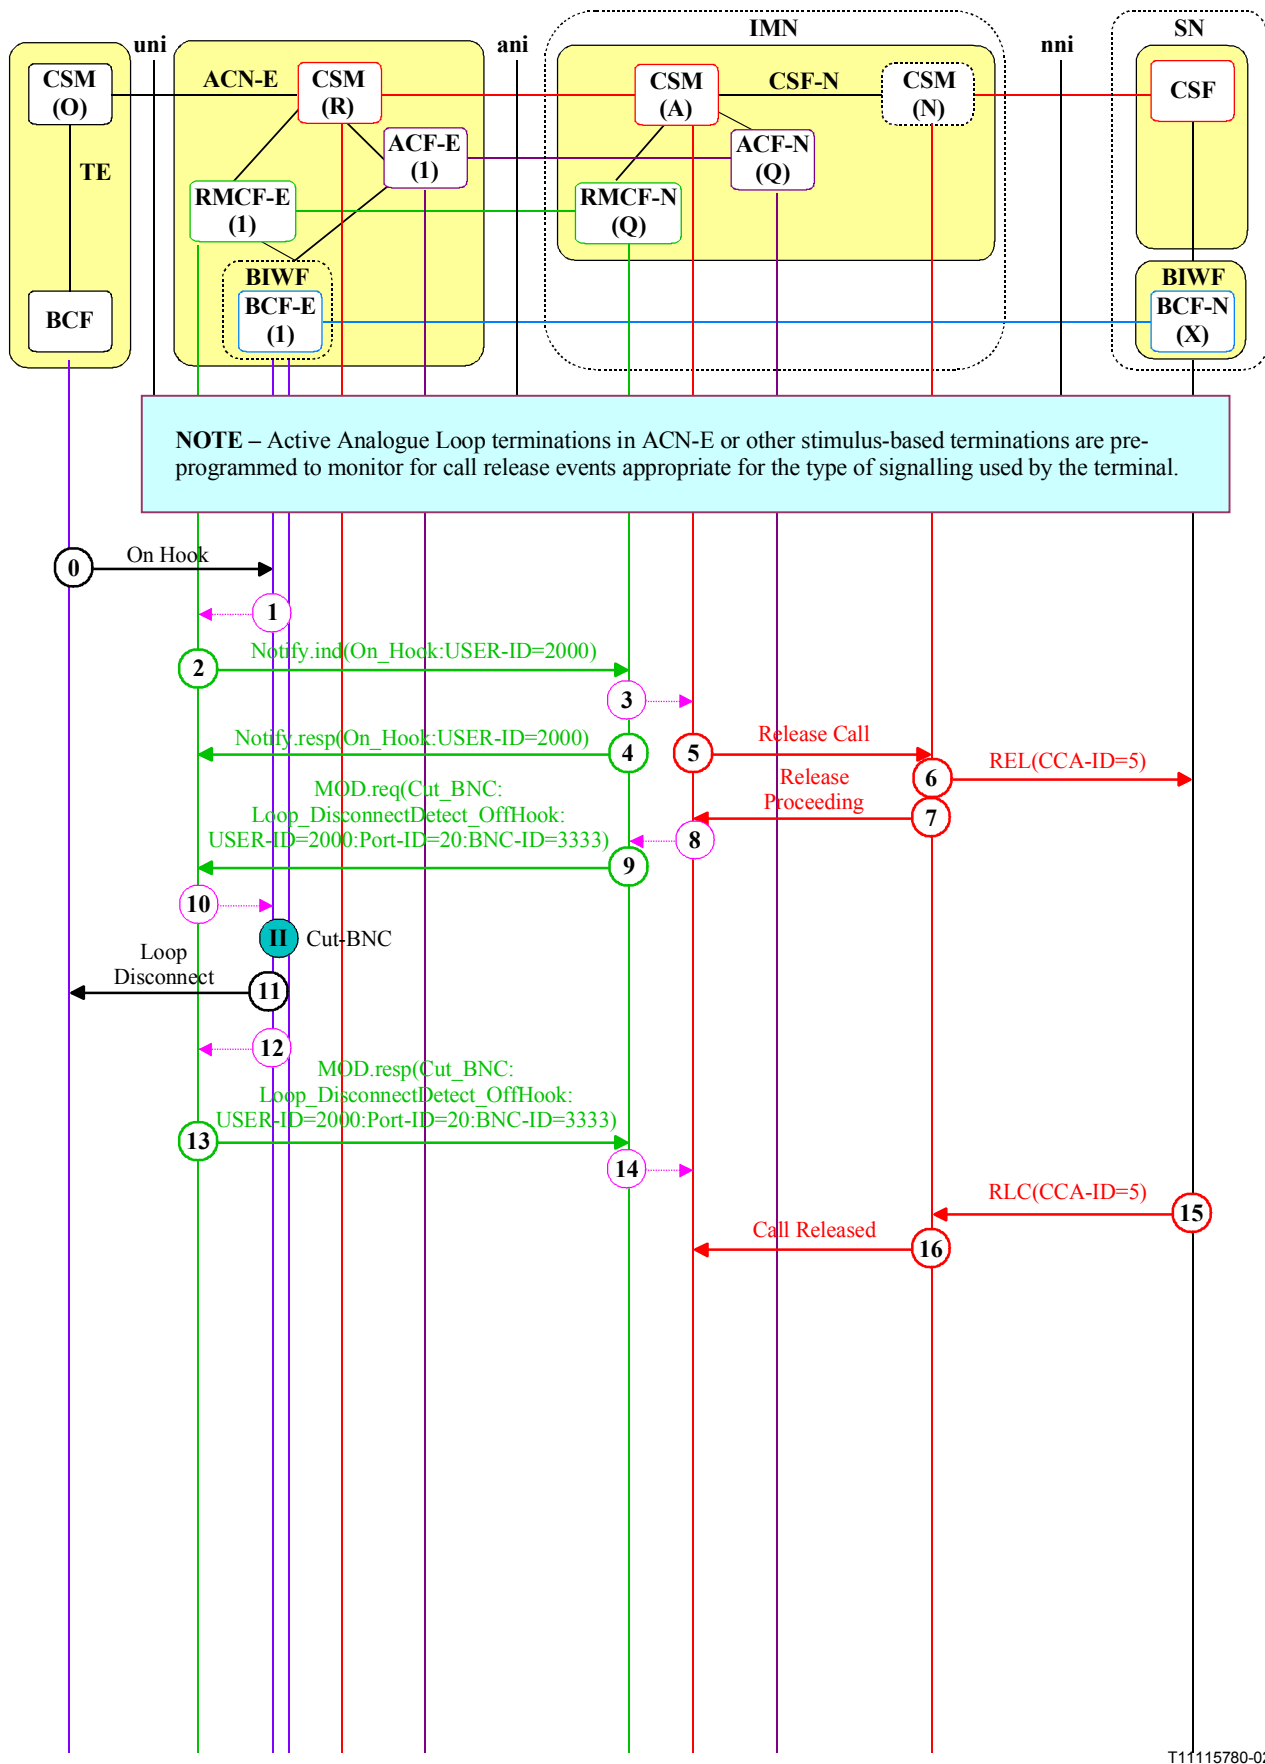 IMN
SN
uni
ani
nni
CSM
(O)
ACN-E
CSM
(R)
CSM
(A)
CSF-N
CSM
(N)
CSF
TE
ACF-E
(1)
ACF-N
(Q)
RMCF-E
(1)
RMCF-N
(Q)
BIWF
BIWF
BCF
BCF-E
(1)
BCF-N
(X)
NOTE – Active Analogue Loop terminations in ACN-E or other stimulus-based terminations are pre-
programmed to monitor for call release events appropriate for the type of signalling used by the terminal.
0
On Hook
1
Notify.ind(On_Hook:USER-ID=2000)
2
3
Notify.resp(On_Hook:USER-ID=2000)
4
5
Release Call
6
REL(CCA-ID=5)
Release
Proceeding
7
MOD.req(Cut_BNC:
Loop_DisconnectDetect_OffHook:
USER-ID=2000:Port-ID=20:BNC-ID=3333)
8
9
10
II
Cut-BNC
Loop
Disconnect
11
12
MOD.resp(Cut_BNC:
Loop_DisconnectDetect_OffHook:
USER-ID=2000:Port-ID=20:BNC-ID=3333)
13
14
RLC(CCA-ID=5)
15
Call Released
16
T11115780-02